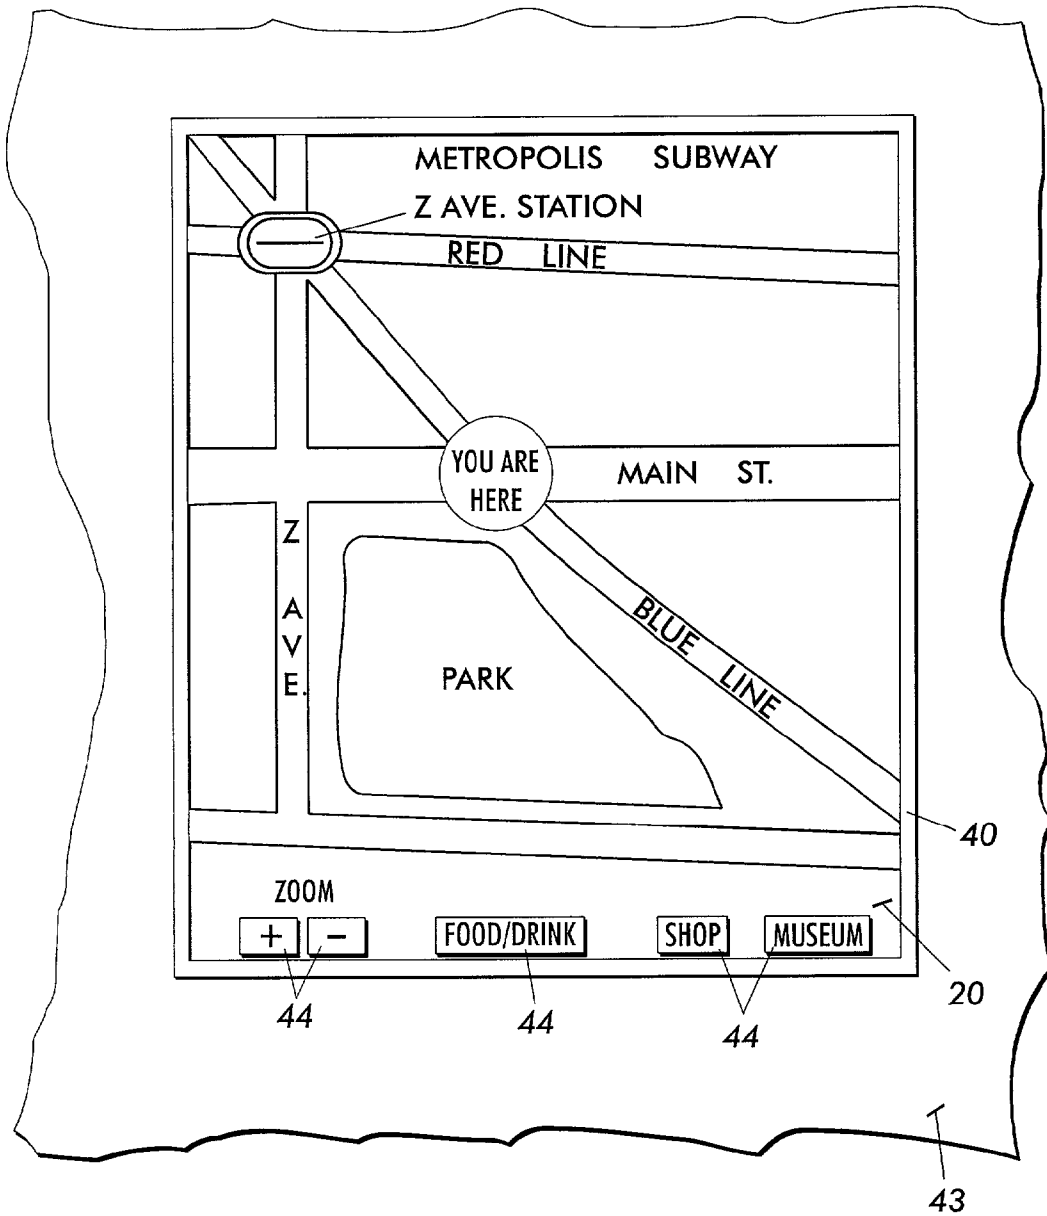 METROPOLIS SUBWAY
Z AVE. STATION
RED LINE
YOU ARE
HERE
MAIN ST.
Z AVE.
BLUE LINE
PARK
40
ZOOM
+ − FOOD/DRINK SHOP MUSEUM
20
44 44 44
43